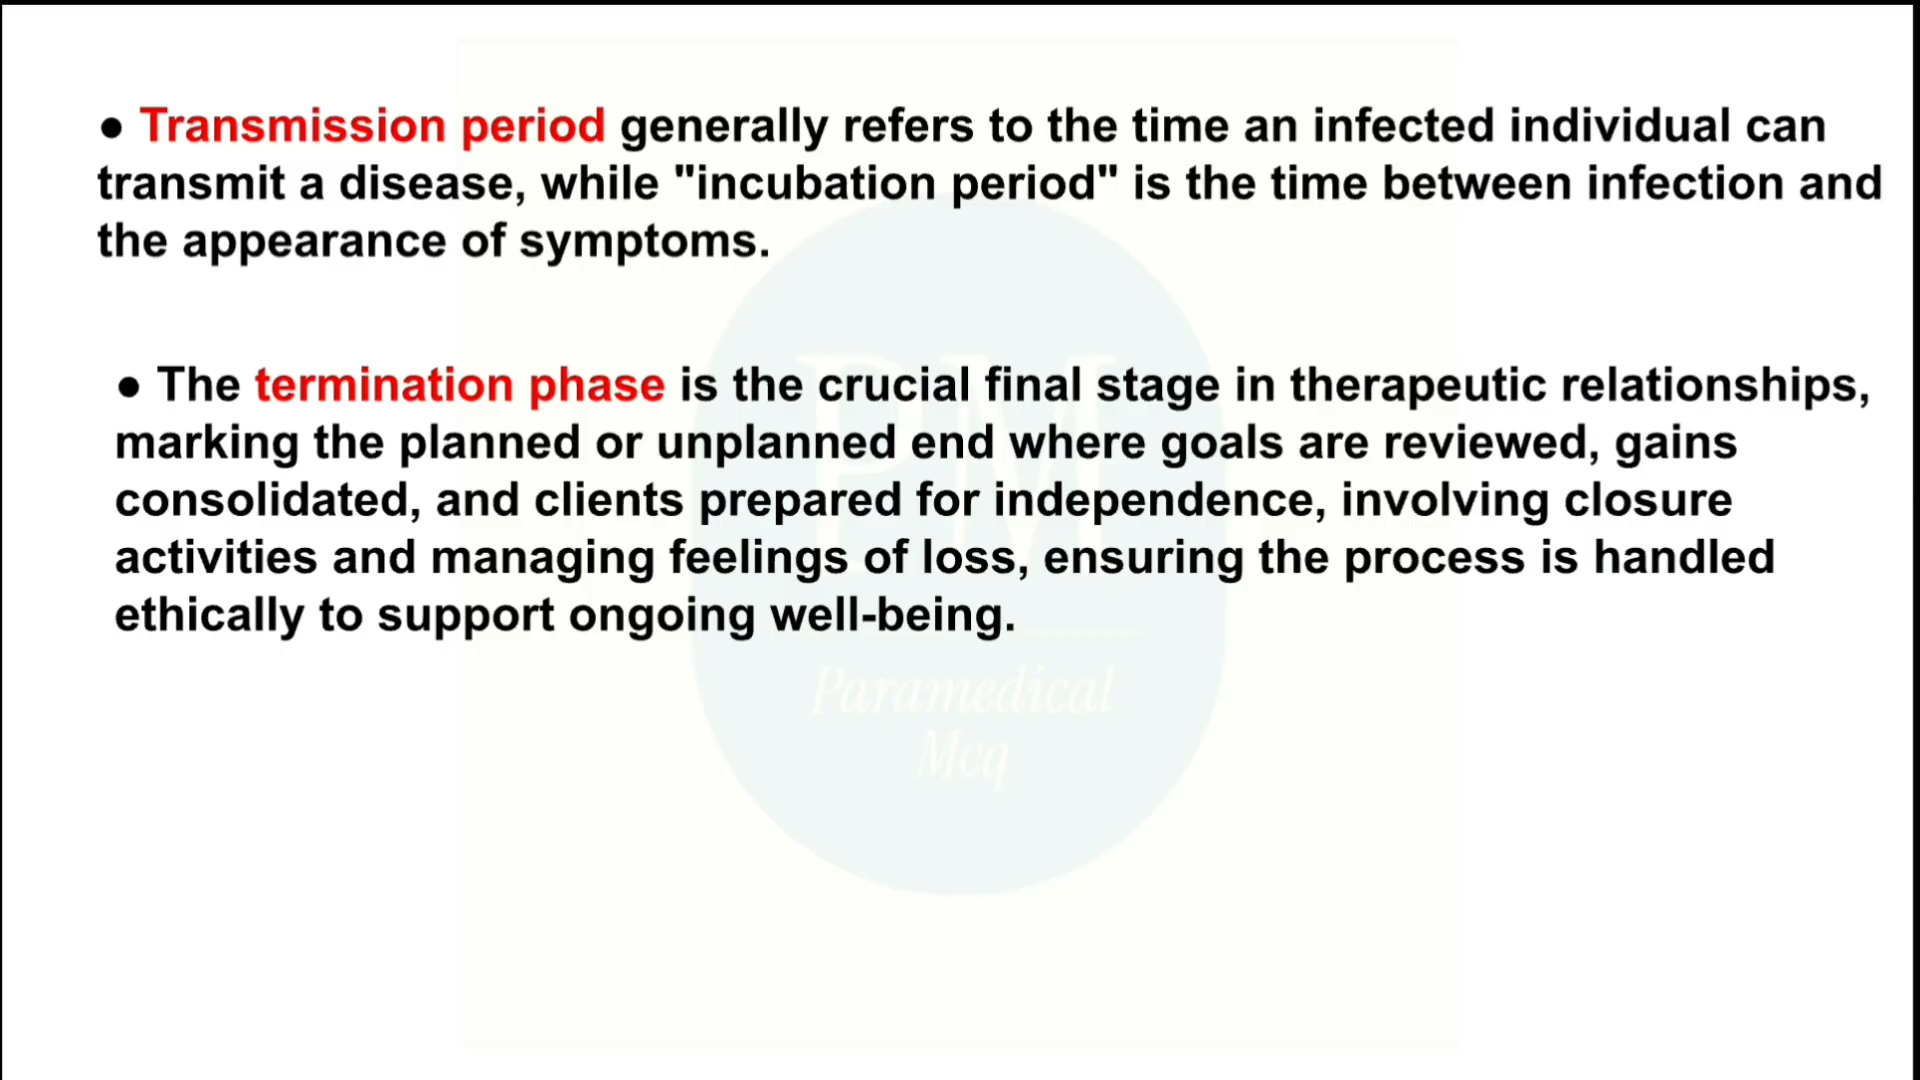 ● Transmission period generally refers to the time an infected individual can
transmit a disease, while "incubation period" is the time between infection and
the appearance of symptoms.
● The termination phase is the crucial final stage in therapeutic relationships,
marking the planned or unplanned end where goals are reviewed, gains
consolidated, and clients prepared for independence, involving closure
activities and managing feelings of loss, ensuring the process is handled
ethically to support ongoing well-being.
PM
Paramedical
Mcq